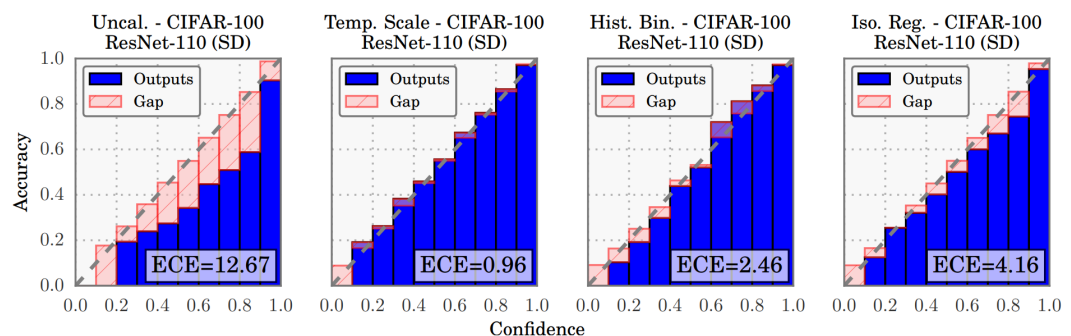 Uncal. - CIFAR-100
ResNet-110 (SD)
Temp. Scale - CIFAR-100
ResNet-110 (SD)
Hist. Bin. - CIFAR-100
ResNet-110 (SD)
Iso. Reg. - CIFAR-100
ResNet-110 (SD)
Accuracy
1.0
0.8
0.6
0.4
0.2
0.0
Outputs
Gap
ECE=12.67
0.0 0.2 0.4 0.6 0.8 1.0
Outputs
Gap
ECE=0.96
0.0 0.2 0.4 0.6 0.8 1.0
Outputs
Gap
ECE=2.46
0.0 0.2 0.4 0.6 0.8 1.0
Outputs
Gap
ECE=4.16
0.0 0.2 0.4 0.6 0.8 1.0
Confidence